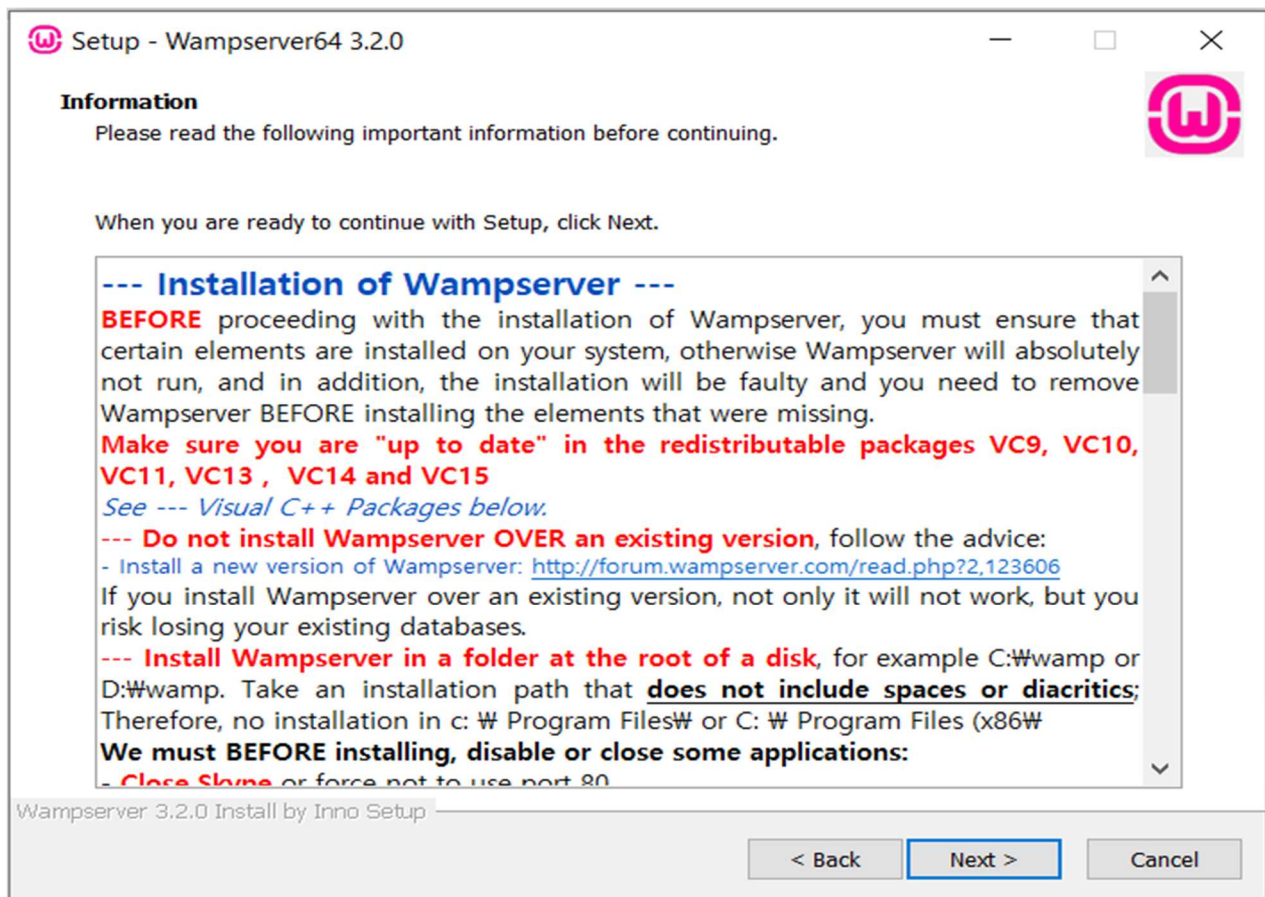 Setup - Wampserver64 3.2.0
Information
Please read the following important information before continuing.
When you are ready to continue with Setup, click Next.
--- Installation of Wampserver ---
BEFORE proceeding with the installation of Wampserver, you must ensure that
certain elements are installed on your system, otherwise Wampserver will absolutely
not run, and in addition, the installation will be faulty and you need to remove
Wampserver BEFORE installing the elements that were missing.
Make sure you are "up to date" in the redistributable packages VC9, VC10,
VC11, VC13 , VC14 and VC15
See --- Visual C++ Packages below.
--- Do not install Wampserver OVER an existing version, follow the advice:
- Install a new version of Wampserver: http://forum.wampserver.com/read.php?2,123606
If you install Wampserver over an existing version, not only it will not work, but you
risk losing your existing databases.
--- Install Wampserver in a folder at the root of a disk, for example C:₩wamp or
D:₩wamp. Take an installation path that does not include spaces or diacritics;
Therefore, no installation in c: ₩ Program Files₩ or C: ₩ Program Files (x86₩
We must BEFORE installing, disable or close some applications:
- Close Skype or force not to use port 80
Wampserver 3.2.0 Install by Inno Setup
< Back
Next >
Cancel